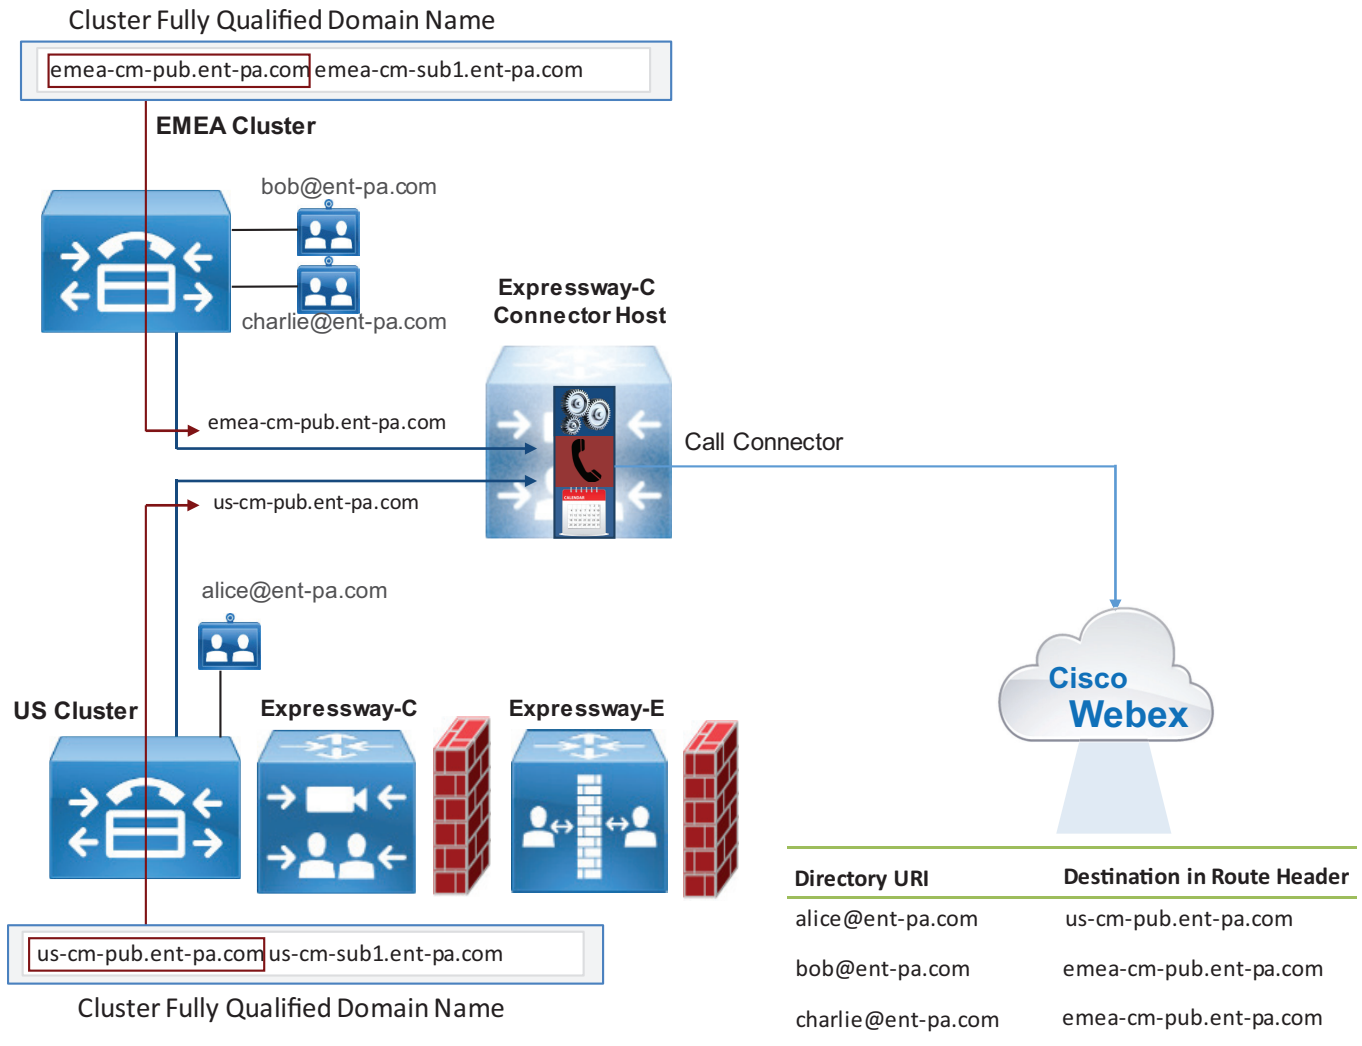 Cluster Fully Qualified Domain Name
emea-cm-pub.ent-pa.com emea-cm-sub1.ent-pa.com
EMEA Cluster
bob@ent-pa.com
charlie@ent-pa.com
Expressway-C
Connector Host
emea-cm-pub.ent-pa.com
CALENDAR
Call Connector
us-cm-pub.ent-pa.com
alice@ent-pa.com
Cisco
Webex
US Cluster
Expressway-C
Expressway-E
us-cm-pub.ent-pa.com us-cm-sub1.ent-pa.com
Cluster Fully Qualified Domain Name
Directory URI Destination in Route Header
alice@ent-pa.com us-cm-pub.ent-pa.com
bob@ent-pa.com emea-cm-pub.ent-pa.com
charlie@ent-pa.com emea-cm-pub.ent-pa.com